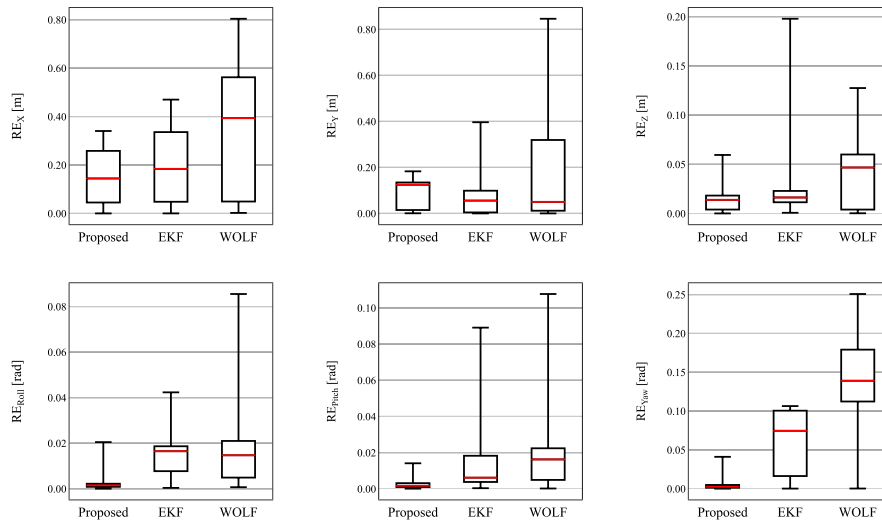 RE_X [m]
0.80
0.60
0.40
0.20
0.00
Proposed EKF WOLF
RE_Y [m]
0.80
0.60
0.40
0.20
0.00
Proposed EKF WOLF
RE_Z [m]
0.20
0.15
0.10
0.05
0.00
Proposed EKF WOLF
RE_Roll [rad]
0.08
0.06
0.04
0.02
0.00
Proposed EKF WOLF
RE_Pitch [rad]
0.10
0.08
0.06
0.04
0.02
0.00
Proposed EKF WOLF
RE_Yaw [rad]
0.25
0.20
0.15
0.10
0.05
0.00
Proposed EKF WOLF